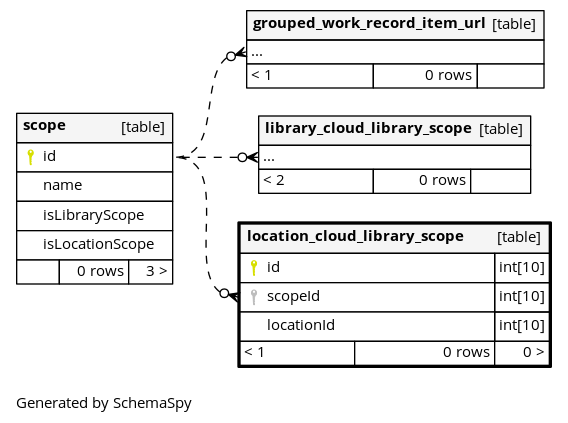 grouped_work_record_item_url [table]
...
< 1 0 rows
scope [table]
id
name
isLibraryScope
isLocationScope
0 rows 3 >
library_cloud_library_scope [table]
...
< 2 0 rows
location_cloud_library_scope [table]
id int[10]
scopeId int[10]
locationId int[10]
< 1 0 rows 0 >
Generated by SchemaSpy